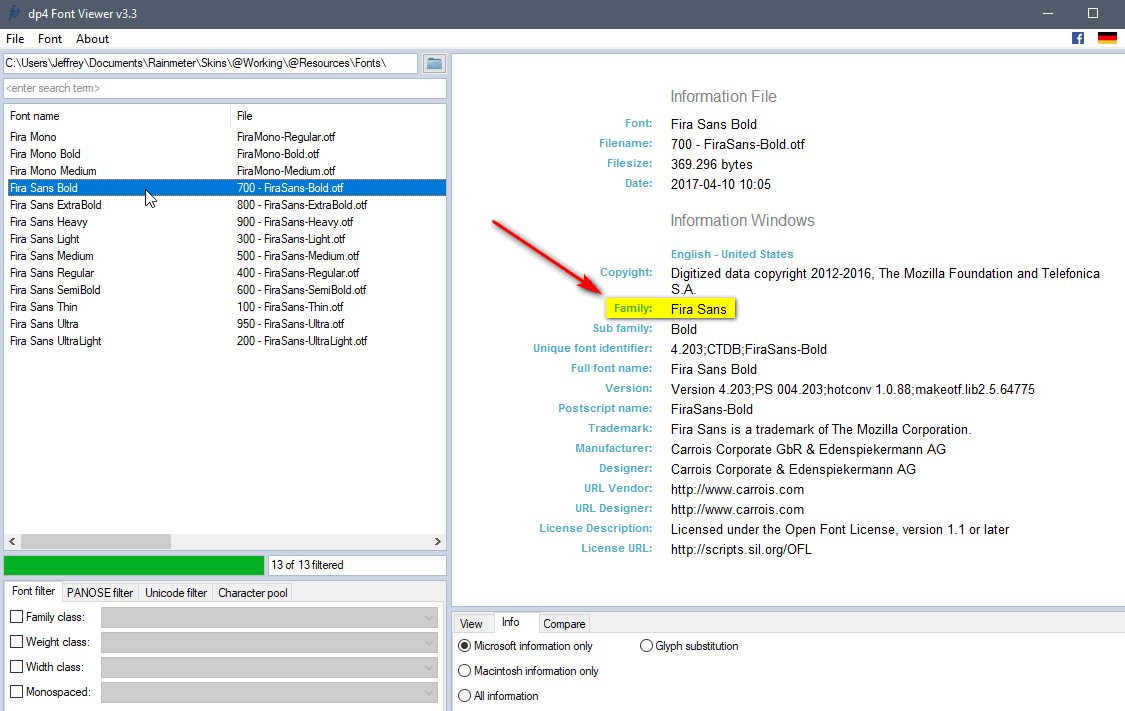 dp4 Font Viewer v3.3
File Font About
C:\Users\Jeffrey\Documents\Rainmeter\Skins\@Working\@Resources\Fonts\
<enter search term>
Font name File
Fira Mono FiraMono-Regular.otf
Fira Mono Bold FiraMono-Bold.otf
Fira Mono Medium FiraMono-Medium.otf
Fira Sans Bold 700 - FiraSans-Bold.otf
Fira Sans ExtraBold 800 - FiraSans-ExtraBold.otf
Fira Sans Heavy 900 - FiraSans-Heavy.otf
Fira Sans Light 300 - FiraSans-Light.otf
Fira Sans Medium 500 - FiraSans-Medium.otf
Fira Sans Regular 400 - FiraSans-Regular.otf
Fira Sans SemiBold 600 - FiraSans-SemiBold.otf
Fira Sans Thin 100 - FiraSans-Thin.otf
Fira Sans Ultra 950 - FiraSans-Ultra.otf
Fira Sans UltraLight 200 - FiraSans-UltraLight.otf
13 of 13 filtered
Font filter PANOSE filter Unicode filter Character pool
Family class:
Weight class:
Width class:
Monospaced:
Information File
Font: Fira Sans Bold
Filename: 700 - FiraSans-Bold.otf
Filesize: 369.296 bytes
Date: 2017-04-10 10:05
Information Windows
English - United States
Copyight: Digitized data copyright 2012-2016, The Mozilla Foundation and Telefonica
S.A.
Family: Fira Sans
Sub family: Bold
Unique font identifier: 4.203;CTDB;FiraSans-Bold
Full font name: Fira Sans Bold
Version: Version 4.203;PS 004.203;hotconv 1.0.88;makeotf.lib2.5.64775
Postscript name: FiraSans-Bold
Trademark: Fira Sans is a trademark of The Mozilla Corporation.
Manufacturer: Carrois Corporate GbR & Edenspiekermann AG
Designer: Carrois Corporate & Edenspiekermann AG
URL Vendor: http://www.carrois.com
URL Designer: http://www.carrois.com
License Description: Licensed under the Open Font License, version 1.1 or later
License URL: http://scripts.sil.org/OFL
View Info Compare
Microsoft information only Glyph substitution
Macintosh information only
All information